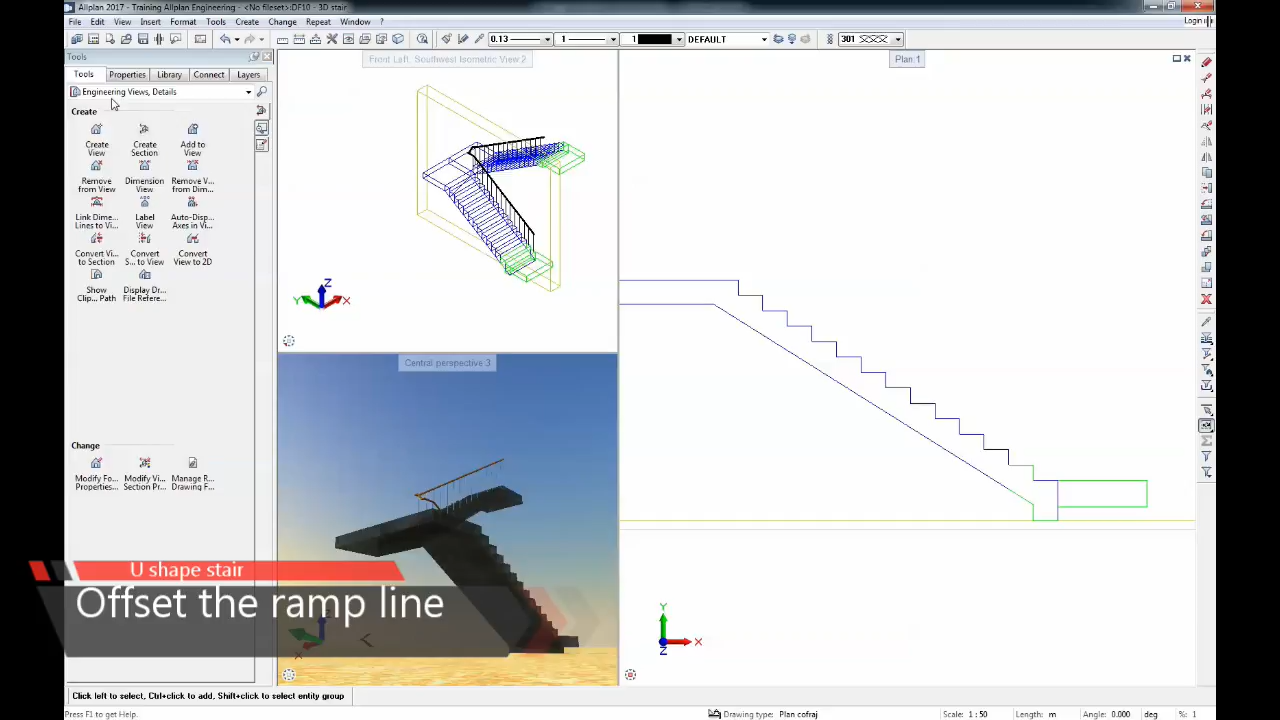 Allplan 2017 - Training Allplan Engineering - <No fileset>:DF10 - 3D stair
File Edit View Insert Format Tools Create Change Repeat Window ?
Login
0.13 1 1 DEFAULT 301
Tools
Tools Properties Library Connect Layers
Engineering Views, Details
Create
Create View
Create Section
Add to View
Remove from View
Dimension View
Remove V... from Dim...
Link Dime... Lines to Vi...
Label View
Auto-Disp... Axes in Vi...
Convert Vi... to Section
Convert S... to View
Convert View to 2D
Show Clip... Path
Display Dr... File Refere...
Change
Modify Fo... Properties...
Modify Vi... Section Pr...
Manage R... Drawing F...
Front Left, Southwest Isometric View:2
Z
Y X
Central perspective:3
Z
X
Plan:1
Y
X
Z
U shape stair
Offset the ramp line
Click left to select, Ctrl+click to add, Shift+click to select entity group
Press F1 to get Help.
Drawing type: Plan cofraj
Scale: 1 : 50
Length: m
Angle: 0.000 deg
%: 1